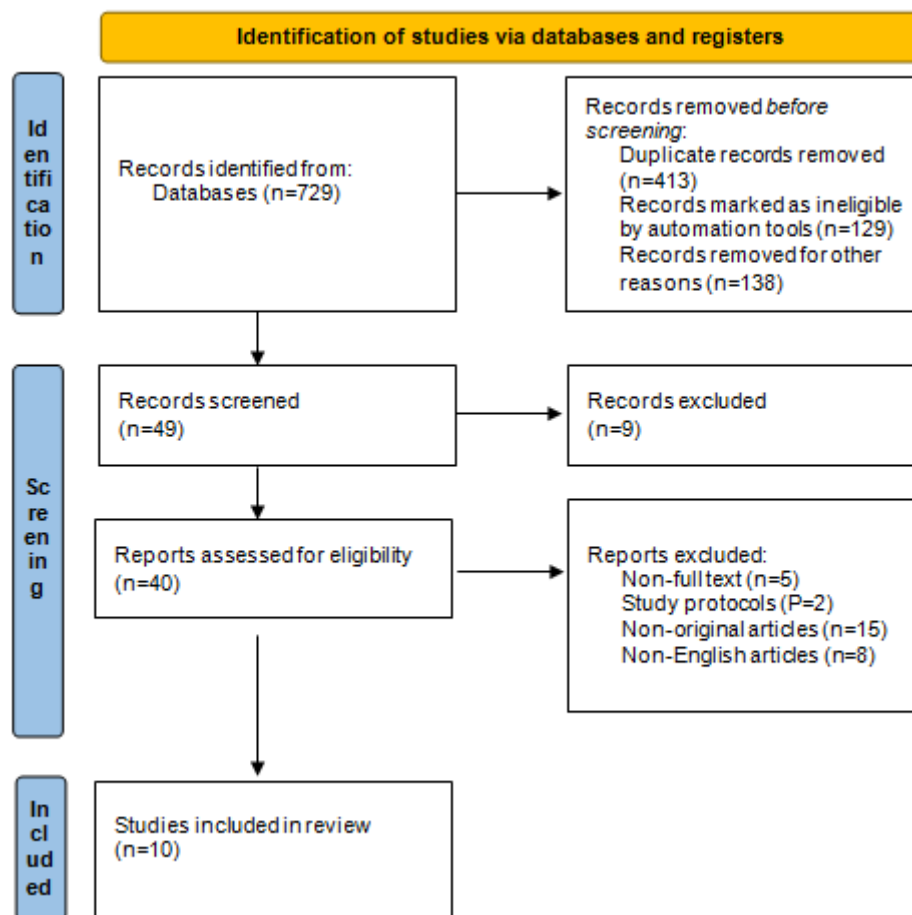 Identification of studies via databases and registers
Id
en
tifi
ca
tio
n
Records identified from:
Databases (n=729)
Records removed before
screening:
Duplicate records removed
(n=413)
Records marked as ineligible
by automation tools (n=129)
Records removed for other
reasons (n=138)
Sc
re
en
in
g
Records screened
(n=49)
Records excluded
(n=9)
Reports assessed for eligibility
(n=40)
Reports excluded:
Non-full text (n=5)
Study protocols (P=2)
Non-original articles (n=15)
Non-English articles (n=8)
In
cl
ud
ed
Studies included in review
(n=10)